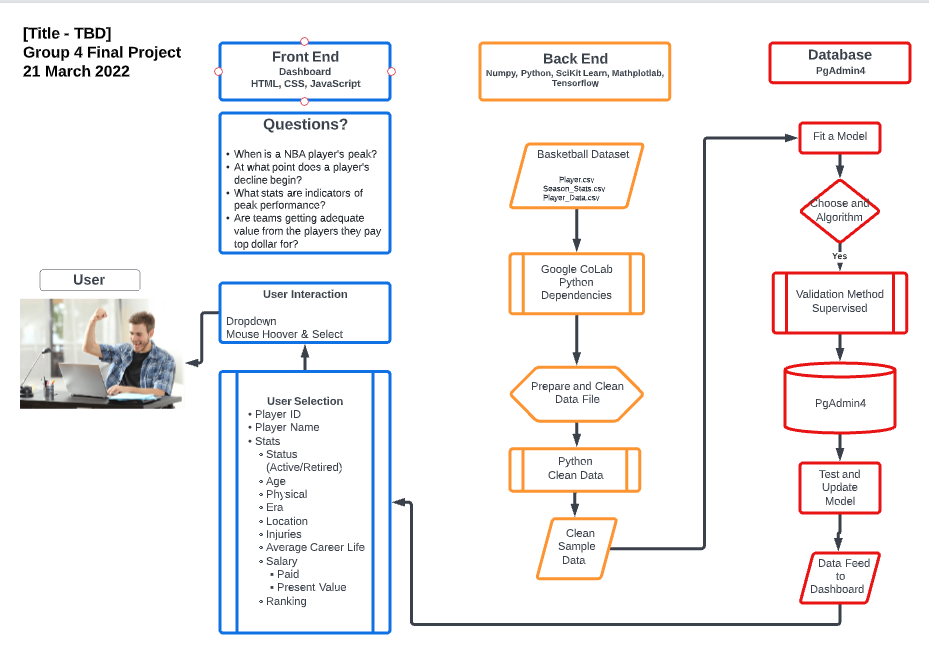 [Title - TBD]
Group 4 Final Project
21 March 2022
Front End
Dashboard
HTML, CSS, JavaScript
Questions?
• When is a NBA player's peak?
• At what point does a player's
decline begin?
• What stats are indicators of
peak performance?
• Are teams getting adequate
value from the players they pay
top dollar for?
User
User Interaction
Dropdown
Mouse Hoover & Select
User Selection
• Player ID
• Player Name
• Stats
∘ Status
(Active/Retired)
∘ Age
∘ Physical
∘ Era
∘ Location
∘ Injuries
∘ Average Career Life
∘ Salary
▪ Paid
▪ Present Value
∘ Ranking
Back End
Numpy, Python, SciKit Learn, Mathplotlab,
Tensorflow
Basketball Dataset
Player.csv
Season_Stats.csv
Player_Data.csv
Google CoLab
Python
Dependencies
Prepare and Clean
Data File
Python
Clean Data
Clean
Sample
Data
Database
PgAdmin4
Fit a Model
Choose and
Algorithm
Yes
Validation Method
Supervised
PgAdmin4
Test and
Update
Model
Data Feed
to
Dashboard